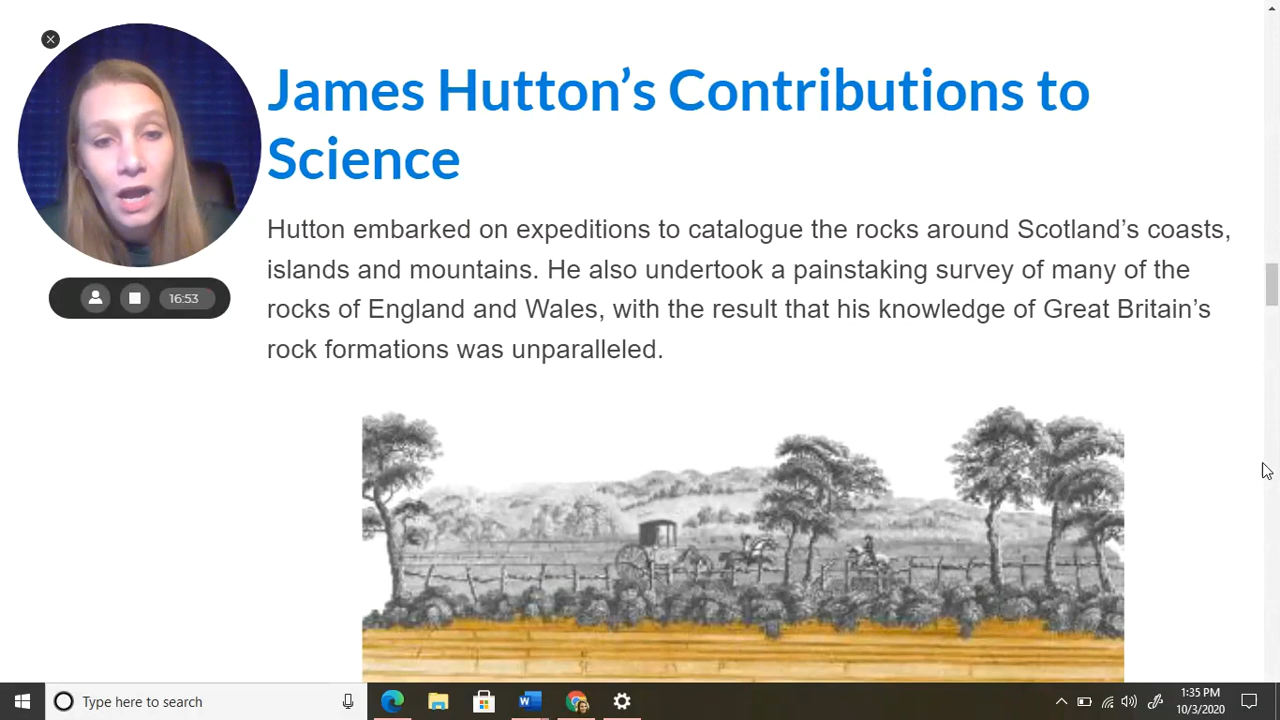 James Hutton’s Contributions to
Science
Hutton embarked on expeditions to catalogue the rocks around Scotland’s coasts,
islands and mountains. He also undertook a painstaking survey of many of the
rocks of England and Wales, with the result that his knowledge of Great Britain’s
rock formations was unparalleled.
16:53
Type here to search
W
1:35 PM
10/3/2020